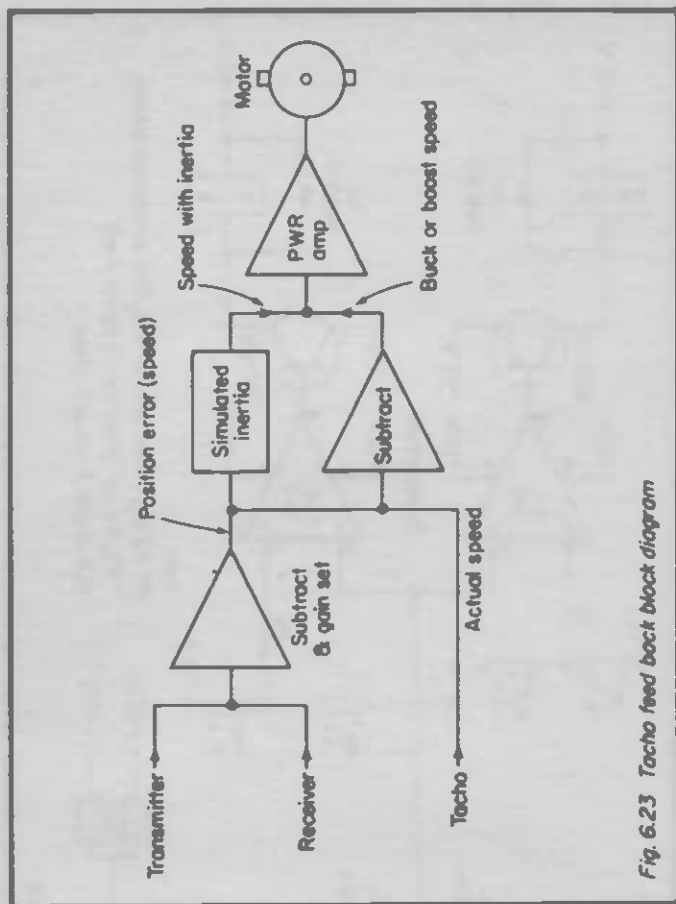 Transmitter
Receiver
Tacho
Subtract
& gain set
Position error (speed)
Simulated
inertia
Speed with inertia
Subtract
Actual speed
Buck or boost speed
PWR
amp
Motor
Fig. 6.23 Tacho feed back block diagram